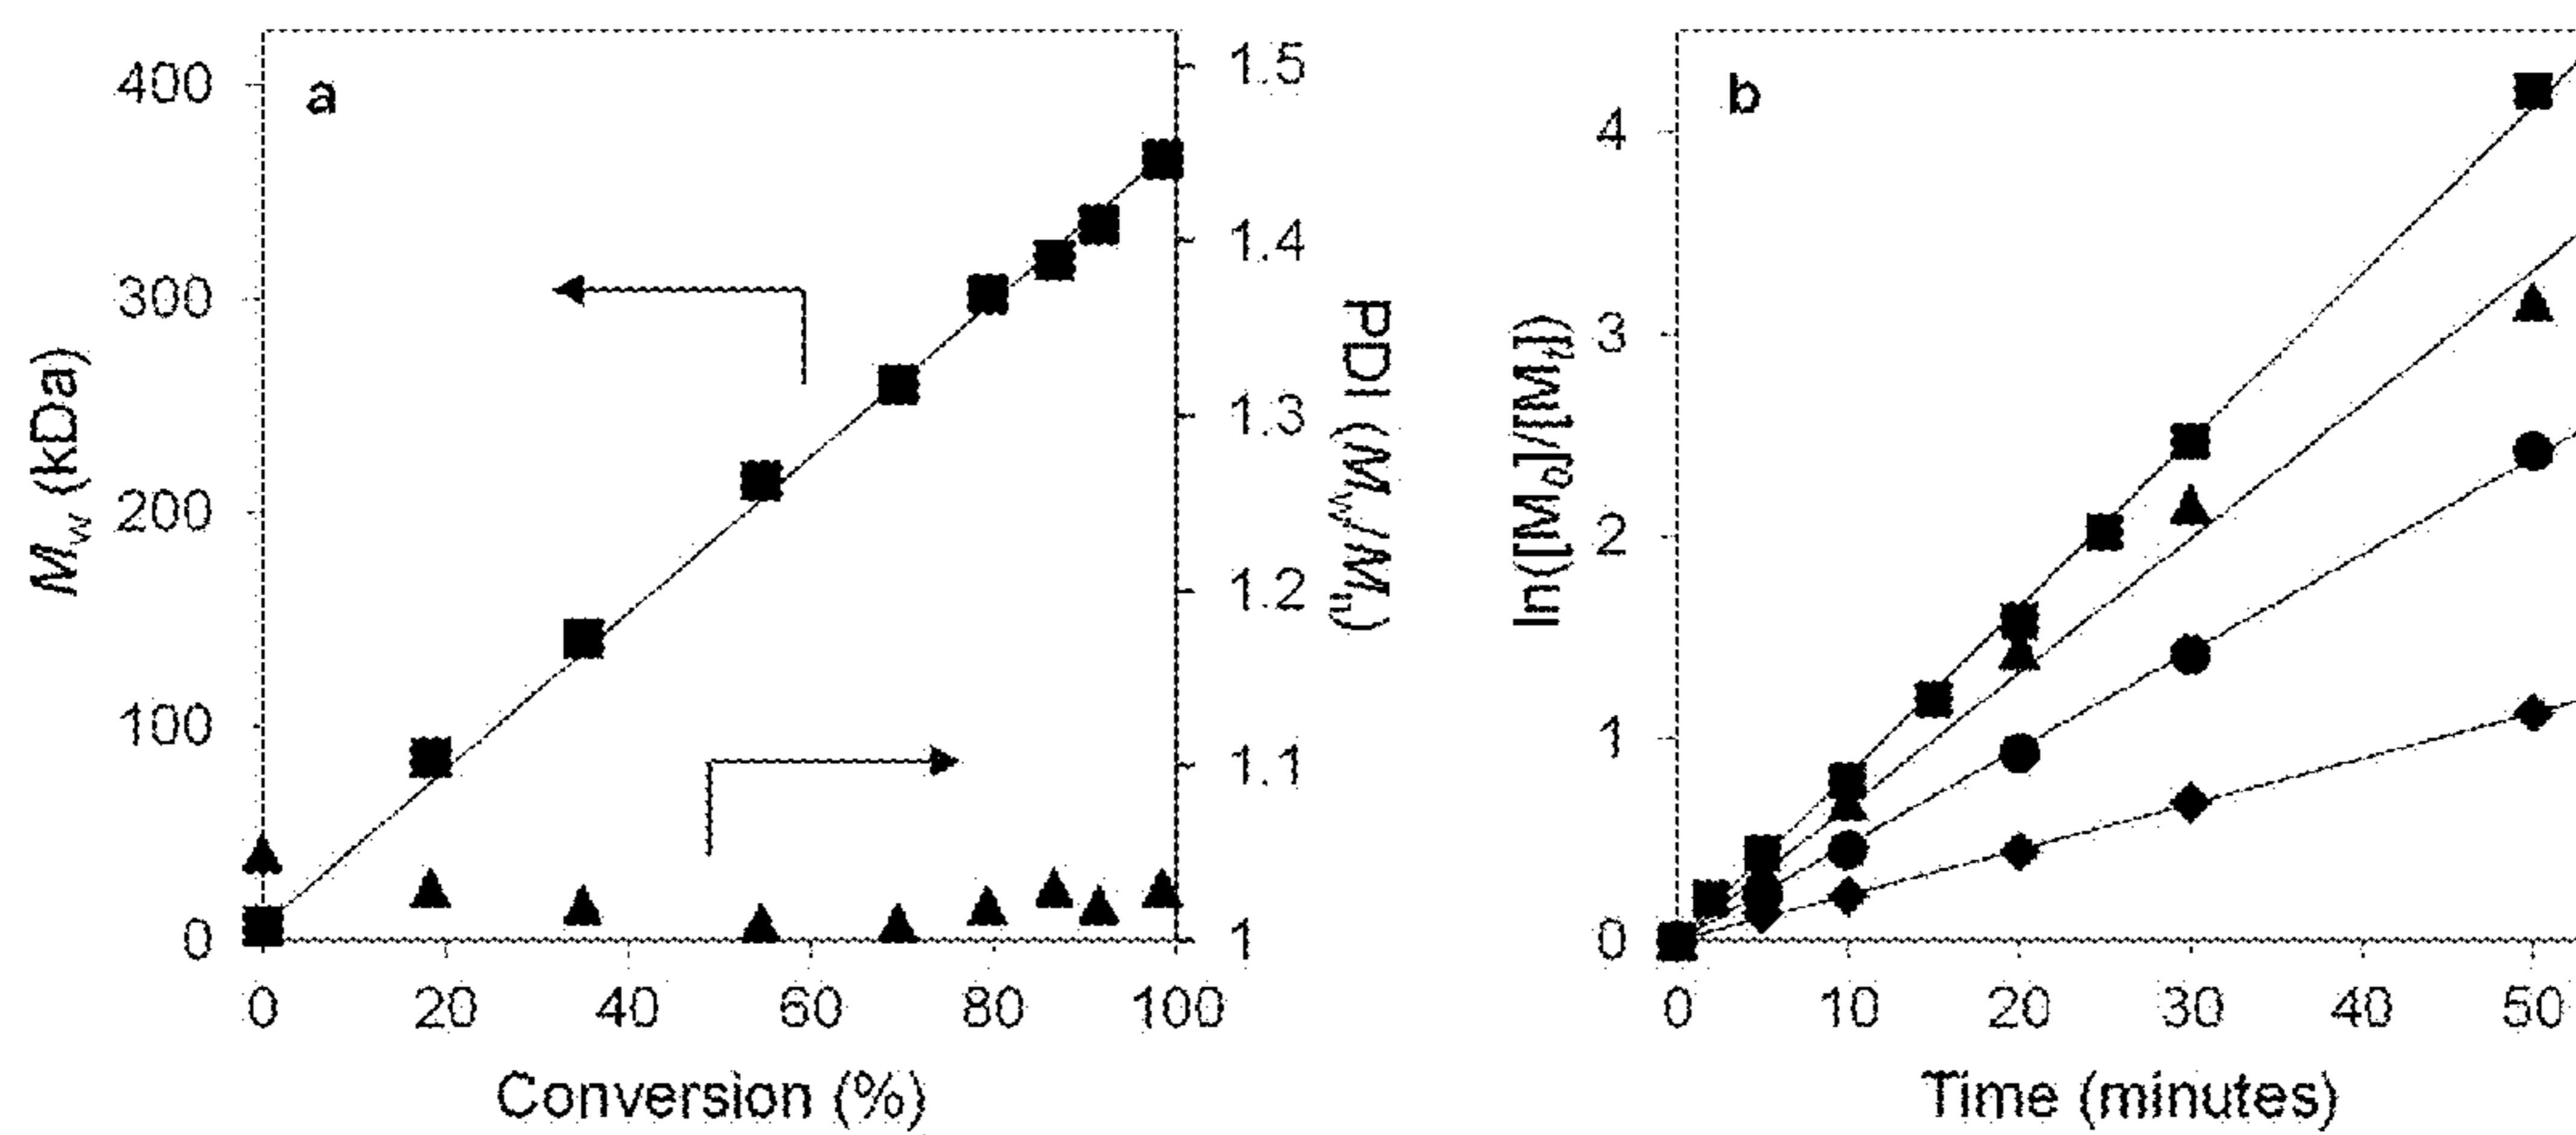 a
400
300
200
100
0
Mw (kDa)
0 20 40 60 80 100
Conversion (%)
1.5
1.4
1.3
1.2
1.1
1
PDI (Mw/Mn)
b
4
3
2
1
0
ln([M0]/[Mt])
0 10 20 30 40 50
Time (minutes)